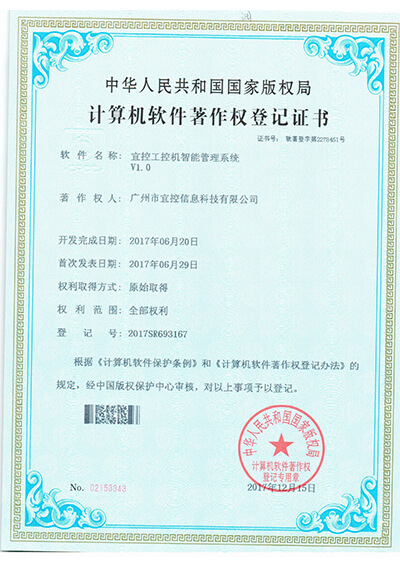 中华人民共和国国家版权局
计算机软件著作权登记证书
证书号： 软著登字第2278451号
软件名称： 宜控工控机智能管理系统
V1.0
著作权人： 广州市宜控信息科技有限公司
开发完成日期： 2017年06月20日
首次发表日期： 2017年06月29日
权利取得方式： 原始取得
权利范围： 全部权利
登记号： 2017SR693167
根据《计算机软件保护条例》和《计算机软件著作权登记办法》的
规定，经中国版权保护中心审核，对以上事项予以登记。
中华人民共和国国家版权局
计算机软件著作权
登记专用章
No. 02153343
2017年12月15日